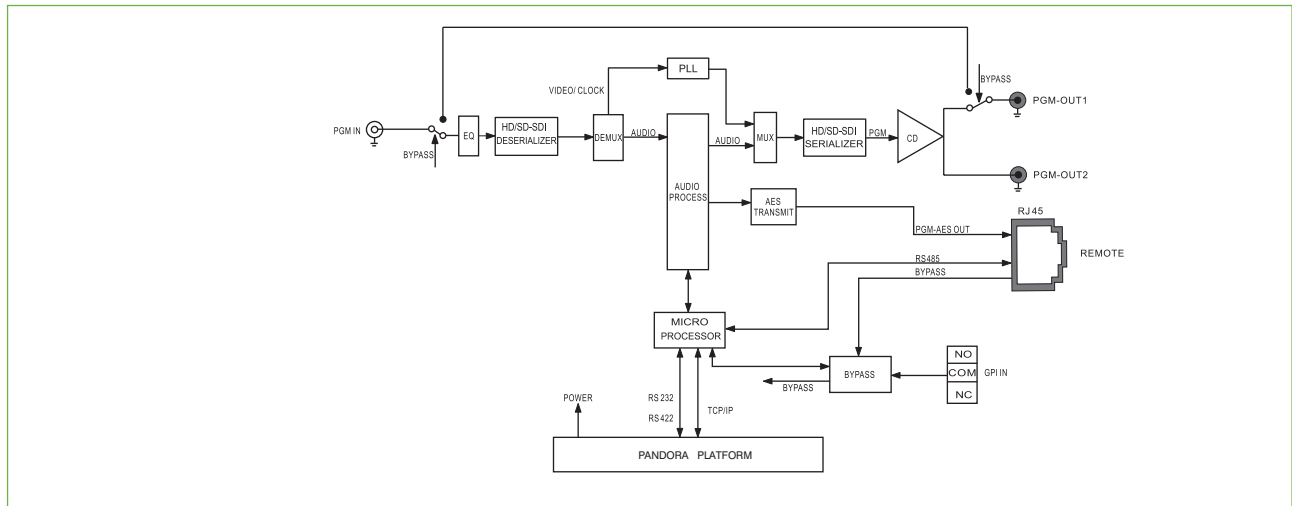 PLL
BYPASS
VIDEO/ CLOCK
PGM-OUT1
PGM IN
EQ
HD/SD-SDI
DESERIALIZER
DEMUX
AUDIO
AUDIO
MUX
HD/SD-SDI
SERIALIZER
PGM
CD
BYPASS
PGM-OUT2
AUDIO
PROCESS
AES
TRANSMIT
RJ45
PGM-AES OUT
REMOTE
RS485
BYPASS
MICRO
PROCESSOR
NO
COM
NC
GPI IN
BYPASS
BYPASS
POWER
RS 232
RS 422
TCP/IP
PANDORA PLATFORM